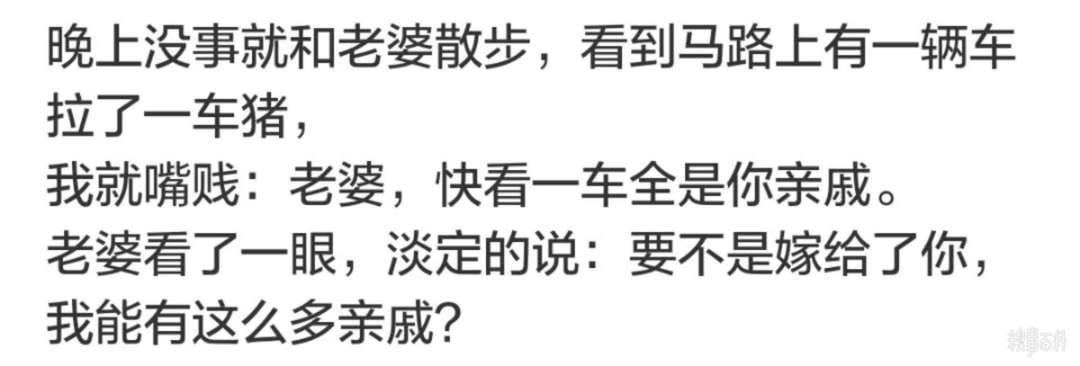 晚上没事就和老婆散步，看到马路上有一辆车
拉了一车猪，
我就嘴贱：老婆，快看一车全是你亲戚。
老婆看了一眼，淡定的说：要不是嫁给了你，
我能有这么多亲戚？